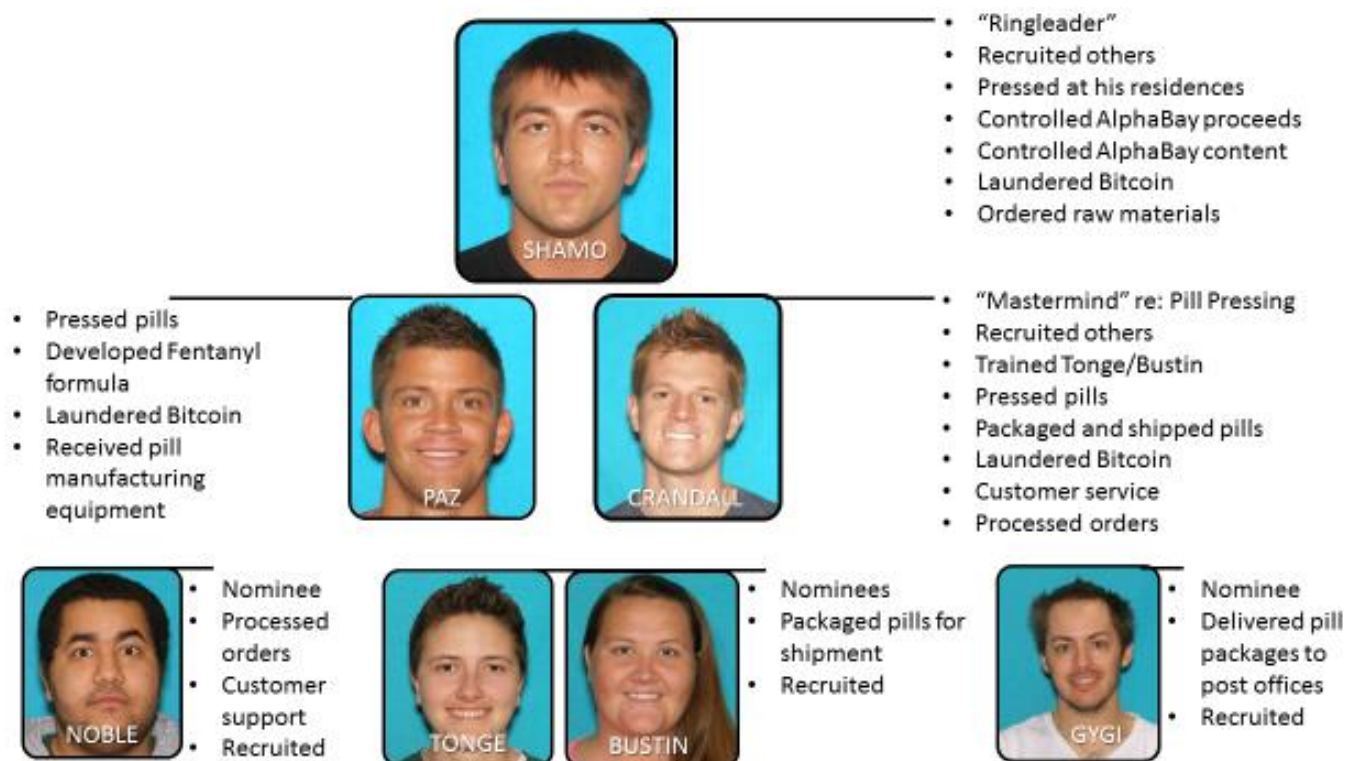 • "Ringleader"
• Recruited others
• Pressed at his residences
• Controlled AlphaBay proceeds
• Controlled AlphaBay content
• Laundered Bitcoin
• Ordered raw materials
SHAMO
• Pressed pills
• Developed Fentanyl
formula
• Laundered Bitcoin
• Received pill
manufacturing
equipment
PAZ
CRANDALL
• "Mastermind" re: Pill Pressing
• Recruited others
• Trained Tonge/Bustin
• Pressed pills
• Packaged and shipped pills
• Laundered Bitcoin
• Customer service
• Processed orders
NOBLE
• Nominee
• Processed
orders
• Customer
support
• Recruited
TONGE
BUSTIN
• Nominees
• Packaged pills for
shipment
• Recruited
GYGI
• Nominee
• Delivered pill
packages to
post offices
• Recruited